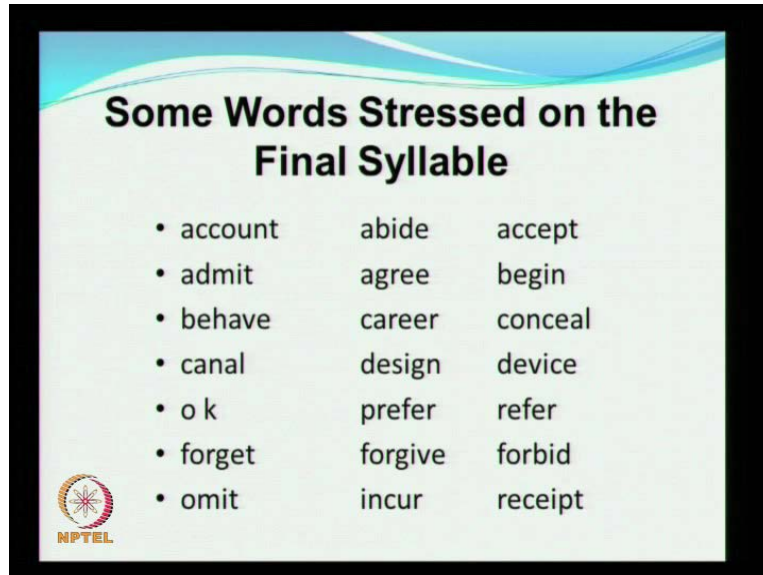 Some Words Stressed on the
Final Syllable
• account abide accept
• admit agree begin
• behave career conceal
• canal design device
• o k prefer refer
• forget forgive forbid
• omit incur receipt
NPTEL